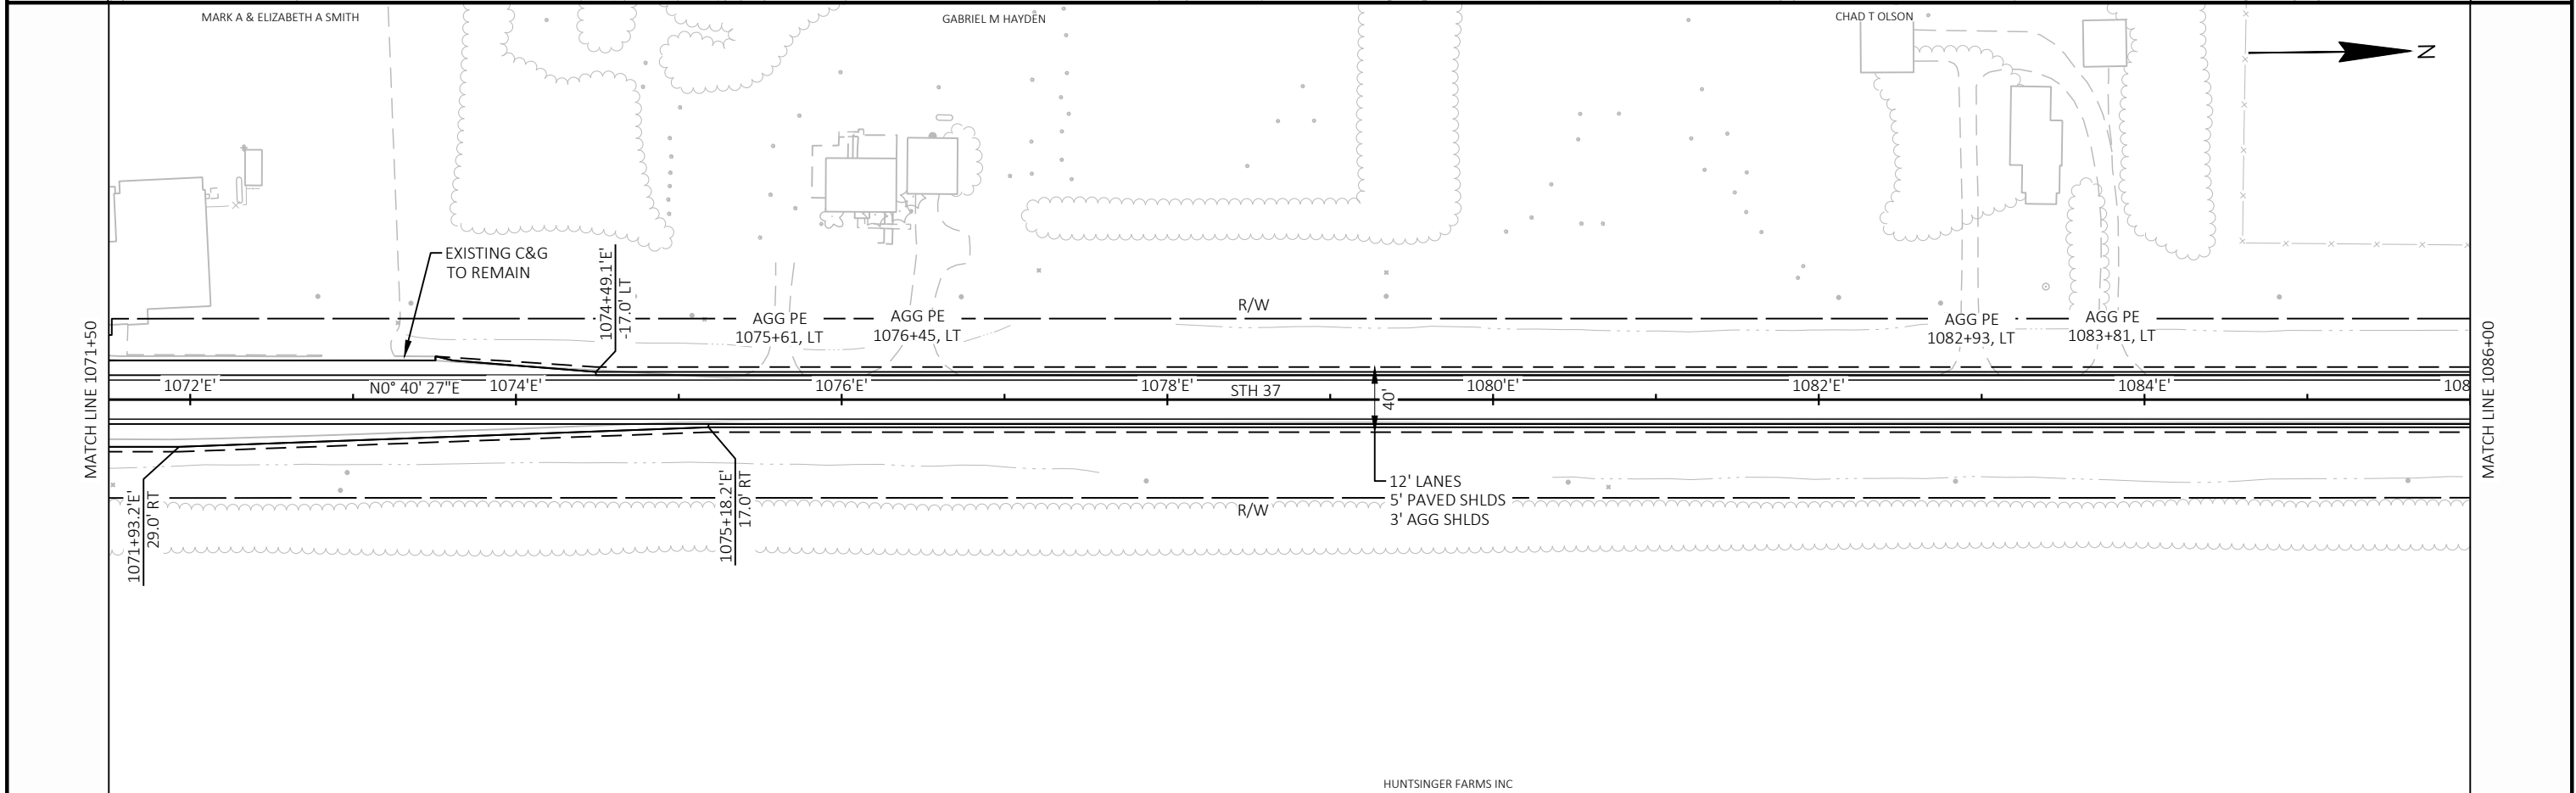 MARK A & ELIZABETH A SMITH
GABRIEL M HAYDEN
CHAD T OLSON
N
EXISTING C&G
TO REMAIN
1074+49.1'E'
-17.0' LT
R/W
AGG PE
1075+61, LT
AGG PE
1076+45, LT
AGG PE
1082+93, LT
AGG PE
1083+81, LT
MATCH LINE 1071+50
MATCH LINE 1086+00
1072'E'
N0° 40' 27"E
1074'E'
1076'E'
1078'E'
STH 37
40'
1080'E'
1082'E'
1084'E'
108
1071+93.2'E'
29.0' RT
1075+18.2'E'
17.0' RT
R/W
12' LANES
5' PAVED SHLDS
3' AGG SHLDS
HUNTSINGER FARMS INC